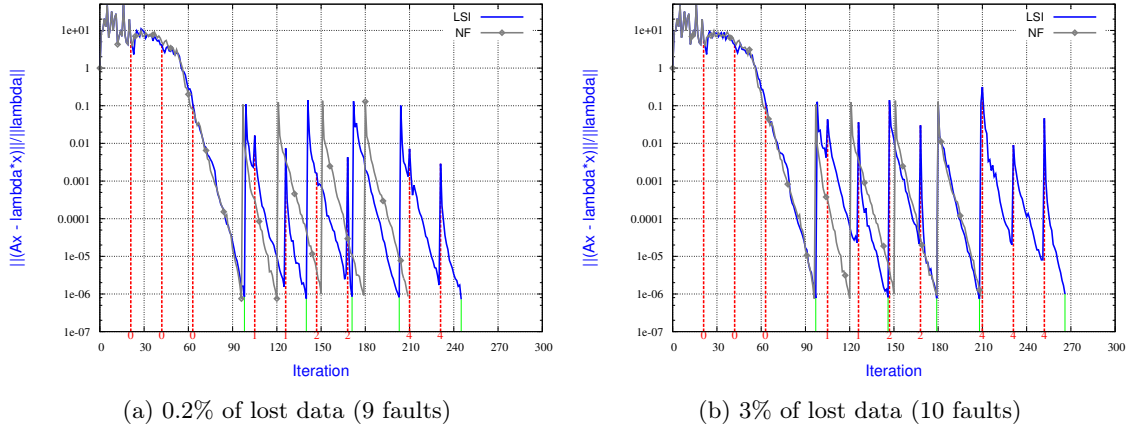 ||(Ax - lambda*x)||/||lambda||
1e+01
1
0.1
0.01
0.001
0.0001
1e-05
1e-06
1e-07
LSI
NF
0 0 0 1 1 2 2 4 4
0 30 60 90 120 150 180 210 240 270 300
Iteration
(a) 0.2% of lost data (9 faults)
||(Ax - lambda*x)||/||lambda||
1e+01
1
0.1
0.01
0.001
0.0001
1e-05
1e-06
1e-07
LSI
NF
0 0 0 1 1 2 2 4 4 4
0 30 60 90 120 150 180 210 240 270 300
Iteration
(b) 3% of lost data (10 faults)